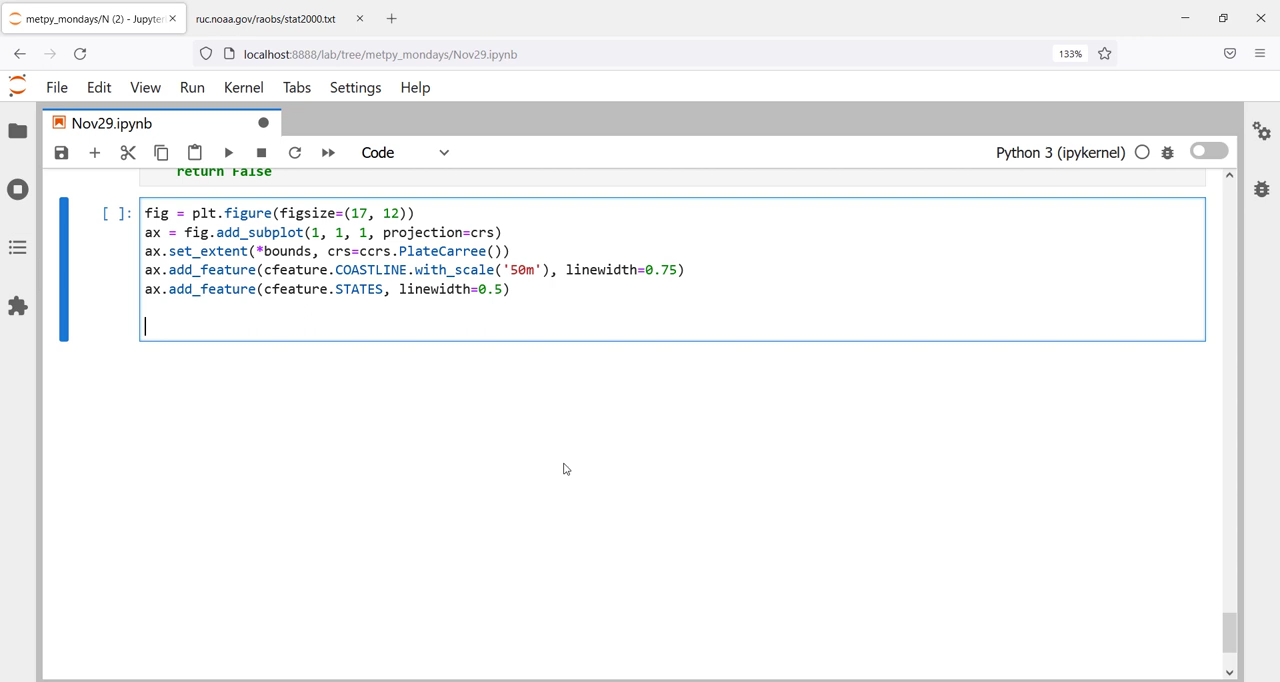 metpy_mondays/N (2) - Jupyter
ruc.noaa.gov/raobs/stat2000.txt
localhost:8888/lab/tree/metpy_mondays/Nov29.ipynb
133%
File Edit View Run Kernel Tabs Settings Help
Nov29.ipynb
Code
Python 3 (ipykernel)
return False
[ ]:
fig = plt.figure(figsize=(17, 12))
ax = fig.add_subplot(1, 1, 1, projection=crs)
ax.set_extent(*bounds, crs=ccrs.PlateCarree())
ax.add_feature(cfeature.COASTLINE.with_scale('50m'), linewidth=0.75)
ax.add_feature(cfeature.STATES, linewidth=0.5)